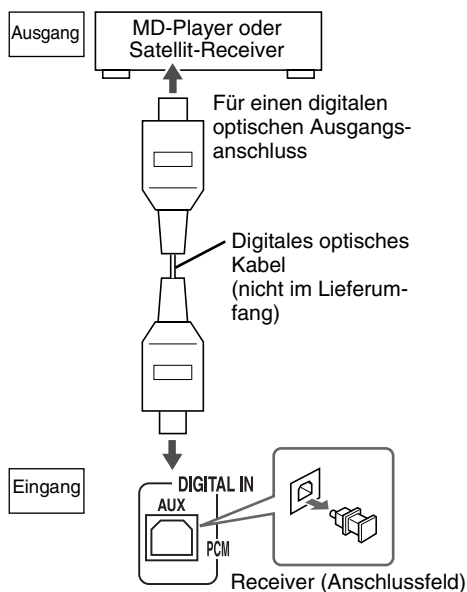 Ausgang
MD-Player oder
Satellit-Receiver
Für einen digitalen
optischen Ausgangs-
anschluss
Digitales optisches
Kabel
(nicht im Lieferum-
fang)
Eingang
DIGITAL IN
AUX
PCM
Receiver (Anschlussfeld)